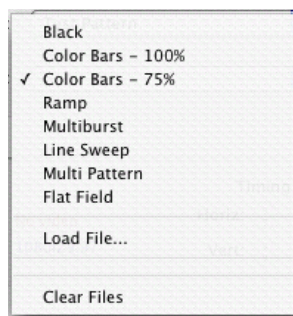 Black
Color Bars – 100%
✓ Color Bars – 75%
Ramp
Multiburst
Line Sweep
Multi Pattern
Flat Field
Timing
Load File...
Clear Files